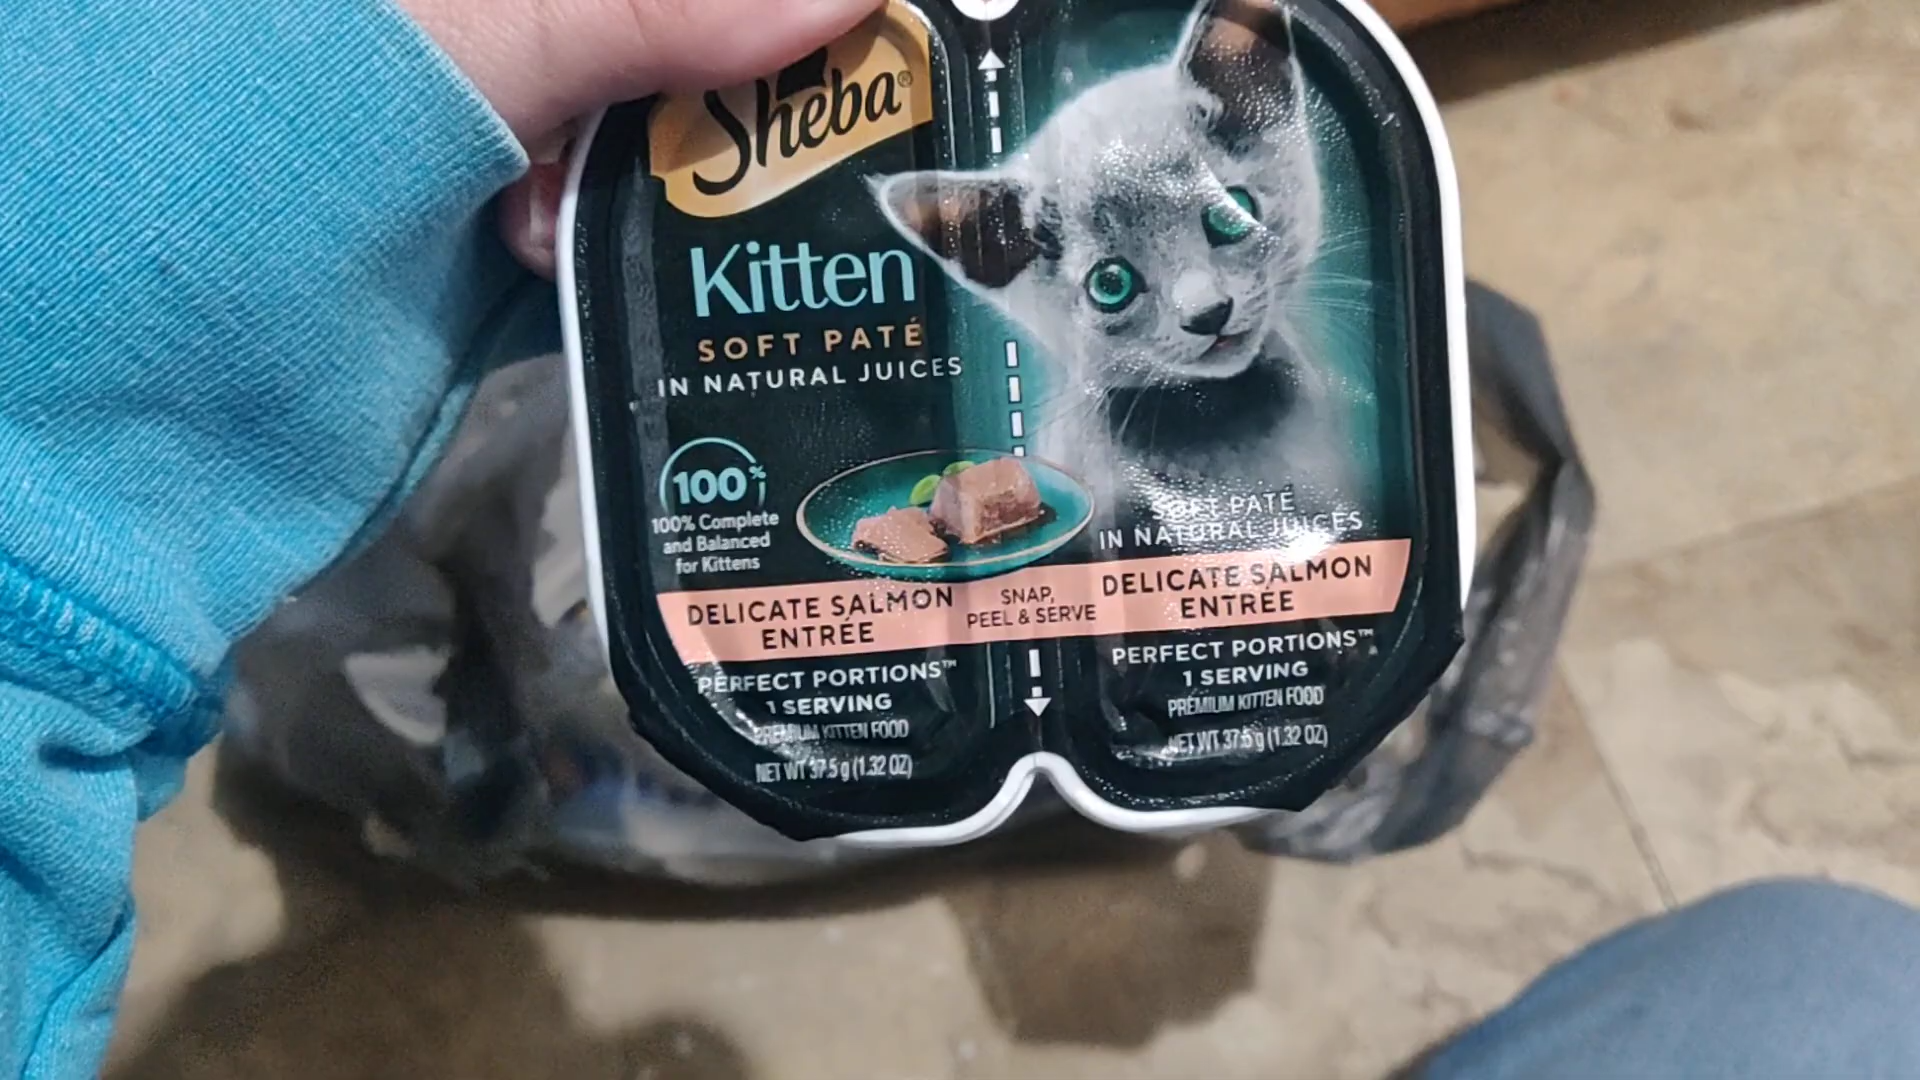 Sheba®
Kitten
SOFT PATÉ
IN NATURAL JUICES
100%
100% Complete
and Balanced
for Kittens
DELICATE SALMON
ENTRÉE
PERFECT PORTIONS™
1 SERVING
PREMIUM KITTEN FOOD
NET WT 37.5 g (1.32 OZ)
SNAP,
PEEL & SERVE
SOFT PATÉ
IN NATURAL JUICES
DELICATE SALMON
ENTRÉE
PERFECT PORTIONS™
1 SERVING
PREMIUM KITTEN FOOD
NET WT 37.5 g (1.32 OZ)